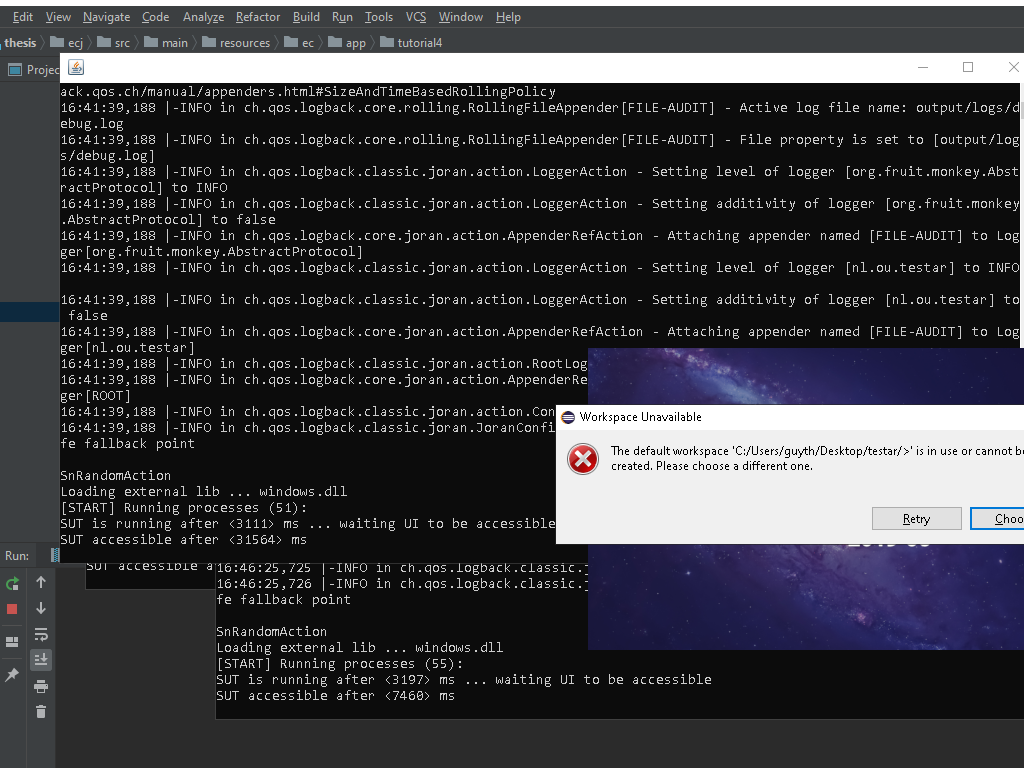 Edit View Navigate Code Analyze Refactor Build Run Tools VCS Window Help
thesis ecj src main resources ec app tutorial4
Projec
ack.qos.ch/manual/appenders.html#SizeAndTimeBasedRollingPolicy
16:41:39,188 |-INFO in ch.qos.logback.core.rolling.RollingFileAppender[FILE-AUDIT] - Active log file name: output/logs/d
ebug.log
16:41:39,188 |-INFO in ch.qos.logback.core.rolling.RollingFileAppender[FILE-AUDIT] - File property is set to [output/log
s/debug.log]
16:41:39,188 |-INFO in ch.qos.logback.classic.joran.action.LoggerAction - Setting level of logger [org.fruit.monkey.Abst
ractProtocol] to INFO
16:41:39,188 |-INFO in ch.qos.logback.classic.joran.action.LoggerAction - Setting additivity of logger [org.fruit.monkey
.AbstractProtocol] to false
16:41:39,188 |-INFO in ch.qos.logback.core.joran.action.AppenderRefAction - Attaching appender named [FILE-AUDIT] to Log
ger[org.fruit.monkey.AbstractProtocol]
16:41:39,188 |-INFO in ch.qos.logback.classic.joran.action.LoggerAction - Setting level of logger [nl.ou.testar] to INFO
16:41:39,188 |-INFO in ch.qos.logback.classic.joran.action.LoggerAction - Setting additivity of logger [nl.ou.testar] to
false
16:41:39,188 |-INFO in ch.qos.logback.core.joran.action.AppenderRefAction - Attaching appender named [FILE-AUDIT] to Log
ger[nl.ou.testar]
16:41:39,188 |-INFO in ch.qos.logback.classic.joran.action.RootLog
16:41:39,188 |-INFO in ch.qos.logback.core.joran.action.AppenderRe
ger[ROOT]
16:41:39,188 |-INFO in ch.qos.logback.classic.joran.action.Con
16:41:39,188 |-INFO in ch.qos.logback.classic.joran.JoranConfi
fe fallback point
Workspace Unavailable
The default workspace 'C:/Users/guyth/Desktop/testar/>' is in use or cannot be
created. Please choose a different one.
Retry
Choo
SnRandomAction
Loading external lib ... windows.dll
[START] Running processes (51):
SUT is running after <3111> ms ... waiting UI to be accessible
SUT accessible after <31564> ms
Run:
SUT accessible a
16:46:25,725 |-INFO in ch.qos.logback.classic.j
16:46:25,726 |-INFO in ch.qos.logback.classic.j
fe fallback point
SnRandomAction
Loading external lib ... windows.dll
[START] Running processes (55):
SUT is running after <3197> ms ... waiting UI to be accessible
SUT accessible after <7460> ms